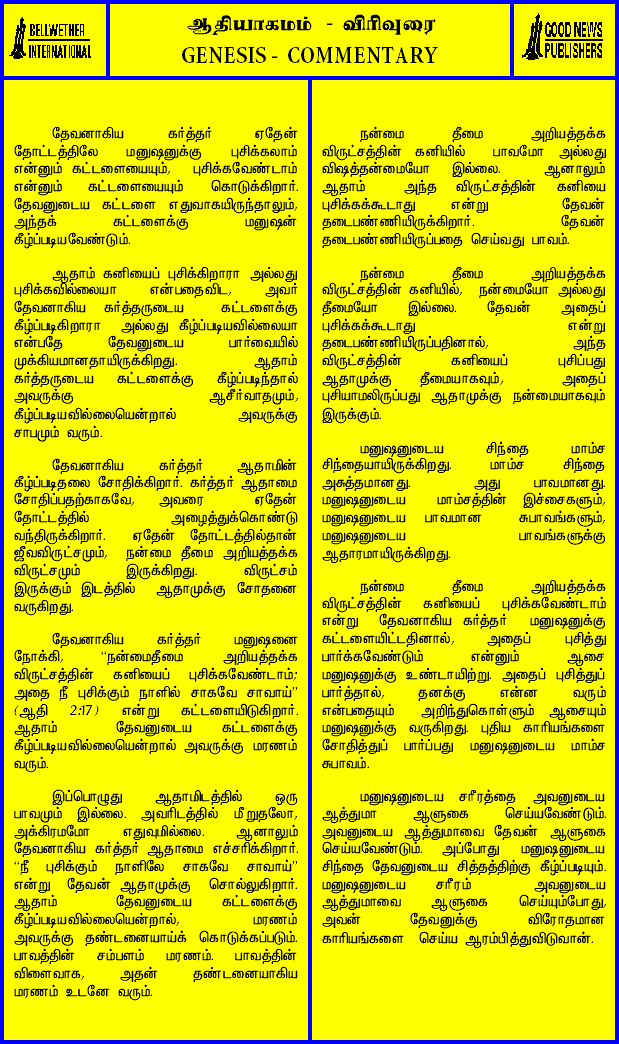 BELLWETHER
INTERNATIONAL
ஆதியாகமம் - விரிவுரை
GENESIS - COMMENTARY
GOOD NEWS
PUBLISHERS
தேவனாகிய கர்த்தர் ஏதேன்
தோட்டத்திலே மனுஷனுக்கு புசிக்கலாம்
என்னும் கட்டளையையும், புசிக்கவேண்டாம்
என்னும் கட்டளையையும் கொடுக்கிறார்.
தேவனுடைய கட்டளை எதுவாகயிருந்தாலும்,
அந்தக் கட்டளைக்கு மனுஷன்
கீழ்ப்படியவேண்டும்.
ஆதாம் கனியைப் புசிக்கிறாரா அல்லது
புசிக்கவில்லையா என்பதைவிட, அவர்
தேவனாகிய கர்த்தருடைய கட்டளைக்கு
கீழ்ப்படிகிறாரா அல்லது கீழ்ப்படியவில்லையா
என்பதே தேவனுடைய பார்வையில்
முக்கியமானதாயிருக்கிறது. ஆதாம்
கர்த்தருடைய கட்டளைக்கு கீழ்ப்படிந்தால்
அவருக்கு ஆசீர்வாதமும்,
கீழ்ப்படியவில்லையென்றால் அவருக்கு
சாபமும் வரும்.
தேவனாகிய கர்த்தர் ஆதாமின்
கீழ்ப்படிதலை சோதிக்கிறார். கர்த்தர் ஆதாமை
சோதிப்பதற்காகவே, அவரை ஏதேன்
தோட்டத்தில் அழைத்துக்கொண்டு
வந்திருக்கிறார். ஏதேன் தோட்டத்தில்தான்
ஜீவவிருட்சமும், நன்மை தீமை அறியத்தக்க
விருட்சமும் இருக்கிறது. விருட்சம்
இருக்கும் இடத்தில் ஆதாமுக்கு சோதனை
வருகிறது.
தேவனாகிய கர்த்தர் மனுஷனை
நோக்கி, “நன்மைதீமை அறியத்தக்க
விருட்சத்தின் கனியைப் புசிக்கவேண்டாம்;
அதை நீ புசிக்கும் நாளில் சாகவே சாவாய்”
(ஆதி 2:17) என்று கட்டளையிடுகிறார்.
ஆதாம் தேவனுடைய கட்டளைக்கு
கீழ்ப்படியவில்லையென்றால் அவருக்கு மரணம்
வரும்.
இப்பொழுது ஆதாமிடத்தில் ஒரு
பாவமும் இல்லை. அவரிடத்தில் மீறுதலோ,
அக்கிரமமோ எதுவுமில்லை. ஆனாலும்
தேவனாகிய கர்த்தர் ஆதாமை எச்சரிக்கிறார்.
“நீ புசிக்கும் நாளிலே சாகவே சாவாய்”
என்று தேவன் ஆதாமுக்கு சொல்லுகிறார்.
ஆதாம் தேவனுடைய கட்டளைக்கு
கீழ்ப்படியவில்லையென்றால், மரணம்
அவருக்கு தண்டனையாய்க் கொடுக்கப்படும்.
பாவத்தின் சம்பளம் மரணம். பாவத்தின்
விளைவாக, அதன் தண்டனையாகிய
மரணம் உடனே வரும்.
நன்மை தீமை அறியத்தக்க
விருட்சத்தின் கனியில் பாவமோ அல்லது
விஷத்தன்மையோ இல்லை. ஆனாலும்
ஆதாம் அந்த விருட்சத்தின் கனியை
புசிக்கக்கூடாது என்று தேவன்
தடைபண்ணியிருக்கிறார். தேவன்
தடைபண்ணியிருப்பதை செய்வது பாவம்.
நன்மை தீமை அறியத்தக்க
விருட்சத்தின் கனியில், நன்மையோ அல்லது
தீமையோ இல்லை. தேவன் அதைப்
புசிக்கக்கூடாது என்று
தடைபண்ணியிருப்பதினால், அந்த
விருட்சத்தின் கனியைப் புசிப்பது
ஆதாமுக்கு தீமையாகவும், அதைப்
புசியாமலிருப்பது ஆதாமுக்கு நன்மையாகவும்
இருக்கும்.
மனுஷனுடைய சிந்தை மாம்ச
சிந்தையாயிருக்கிறது. மாம்ச சிந்தை
அசுத்தமானது. அது பாவமானது.
மனுஷனுடைய மாம்சத்தின் இச்சைகளும்,
மனுஷனுடைய பாவமான சுபாவங்களும்,
மனுஷனுடைய பாவங்களுக்கு
ஆதாரமாயிருக்கிறது.
நன்மை தீமை அறியத்தக்க
விருட்சத்தின் கனியைப் புசிக்கவேண்டாம்
என்று தேவனாகிய கர்த்தர் மனுஷனுக்கு
கட்டளையிட்டதினால், அதைப் புசித்து
பார்க்கவேண்டும் என்னும் ஆசை
மனுஷனுக்கு உண்டாயிற்று. அதைப் புசித்துப்
பார்த்தால், தனக்கு என்ன வரும்
என்பதையும் அறிந்துகொள்ளும் ஆசையும்
மனுஷனுக்கு வருகிறது. புதிய காரியங்களை
சோதித்துப் பார்ப்பது மனுஷனுடைய மாம்ச
சுபாவம்.
மனுஷனுடைய சரீரத்தை அவனுடைய
ஆத்துமா ஆளுகை செய்யவேண்டும்.
அவனுடைய ஆத்துமாவை தேவன் ஆளுகை
செய்யவேண்டும். அப்போது மனுஷனுடைய
சிந்தை தேவனுடைய சித்தத்திற்கு கீழ்ப்படியும்.
மனுஷனுடைய சரீரம் அவனுடைய
ஆத்துமாவை ஆளுகை செய்யும்போது,
அவன் தேவனுக்கு விரோதமான
காரியங்களை செய்ய ஆரம்பித்துவிடுவான்.